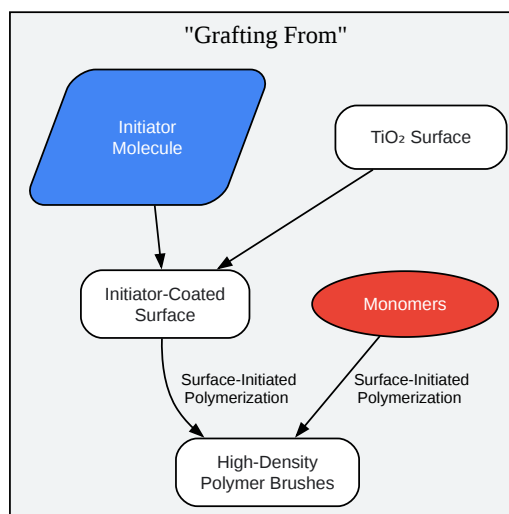 "Grafting From"
Initiator
Molecule
TiO₂ Surface
Initiator-Coated
Surface
Monomers
Surface-Initiated
Polymerization
Surface-Initiated
Polymerization
High-Density
Polymer Brushes